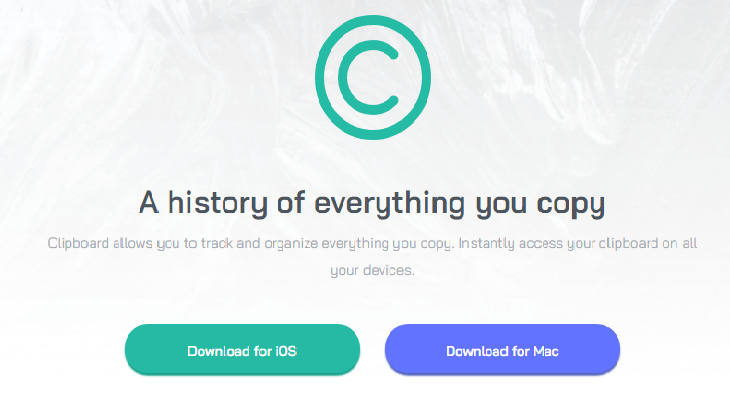 A history of everything you copy
Clipboard allows you to track and organize everything you copy. Instantly access your clipboard on all
your devices.
Download for iOS
Download for Mac